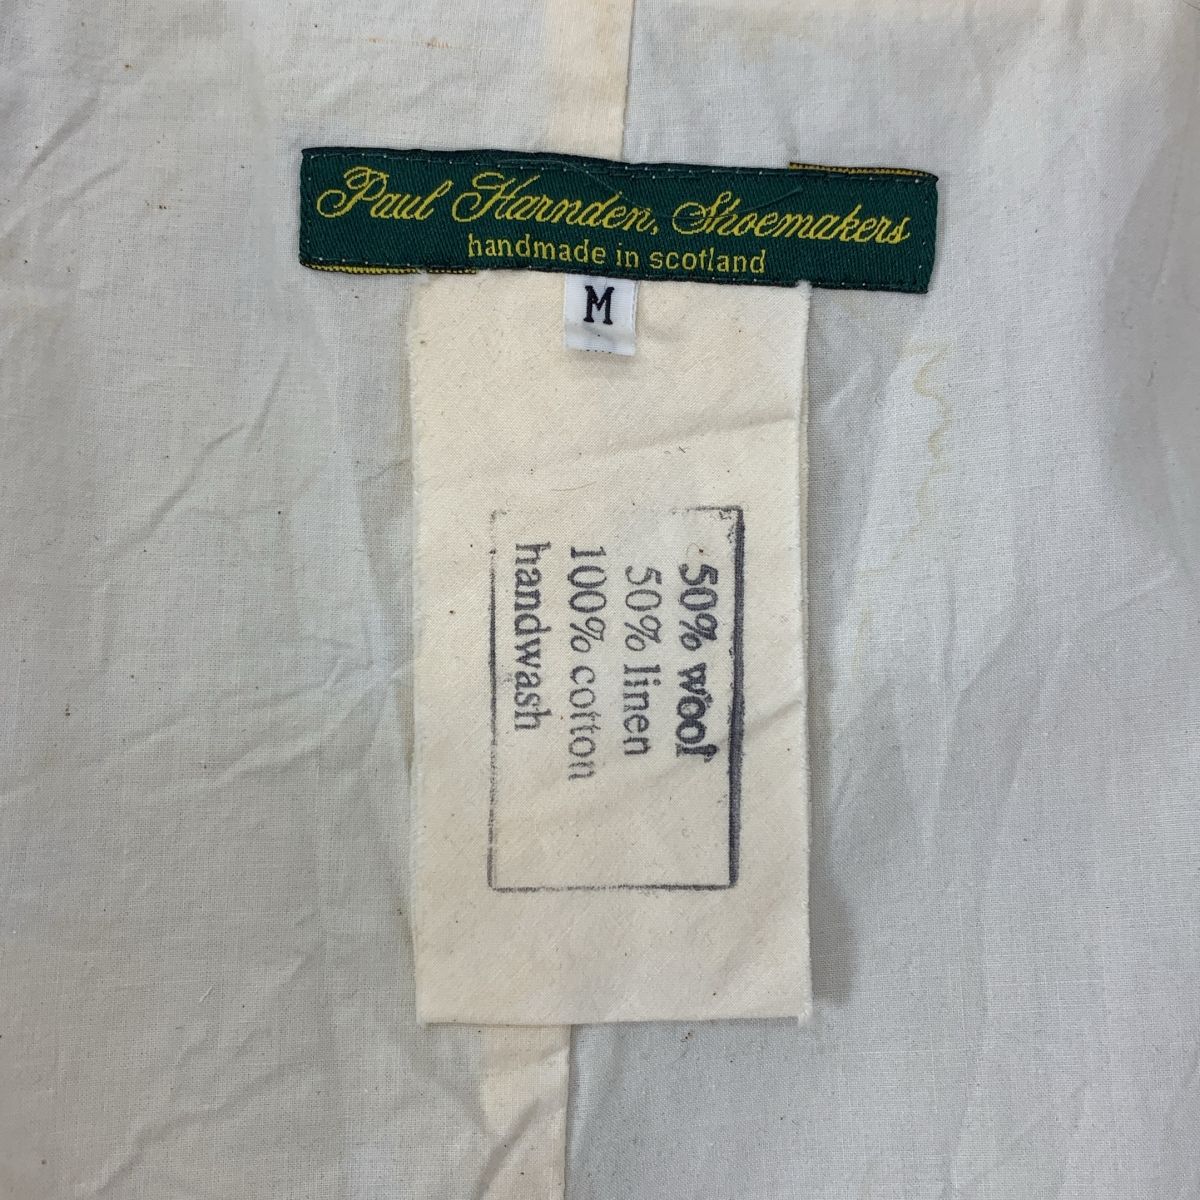 Paul Harnden, Shoemakers
handmade in scotland
M
50% wool
50% linen
100% cotton
handwash